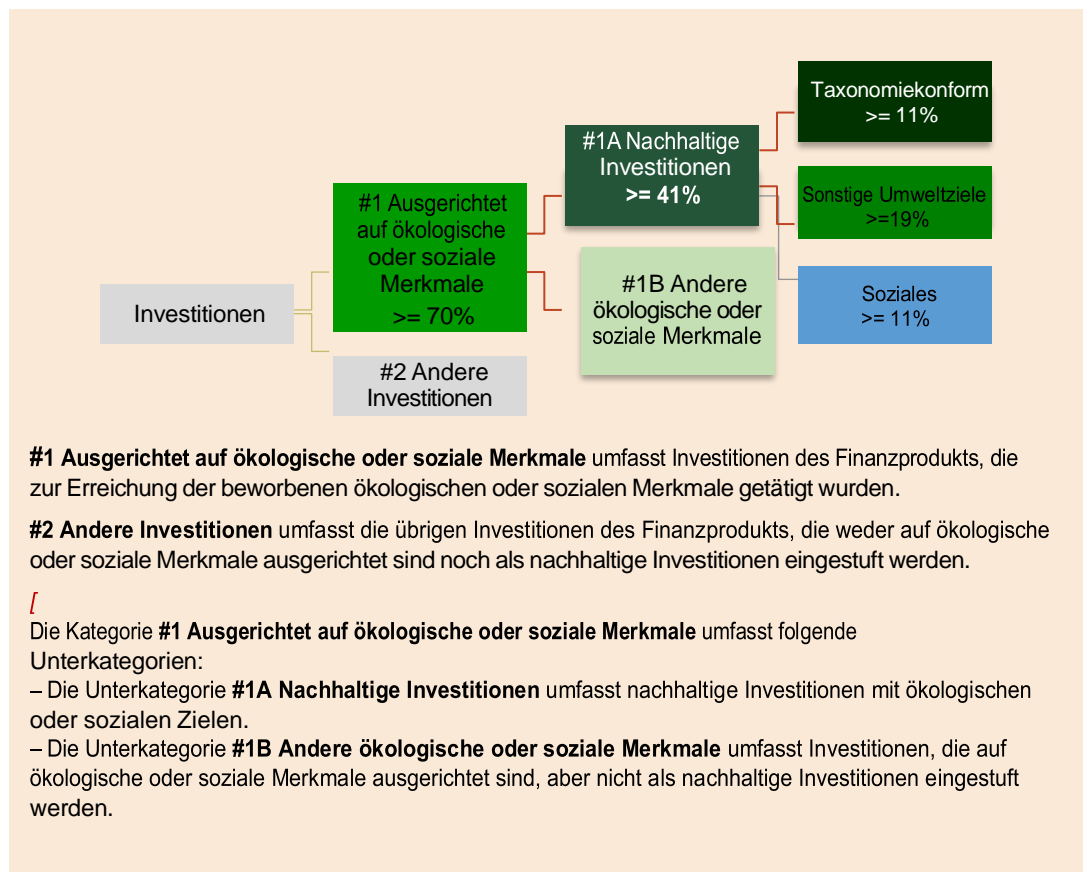 Investitionen
#1 Ausgerichtet
auf ökologische
oder soziale
Merkmale
>= 70%
#2 Andere
Investitionen
#1A Nachhaltige
Investitionen
>= 41%
#1B Andere
ökologische oder
soziale Merkmale
Taxonomiekonform
>= 11%
Sonstige Umweltziele
>=19%
Soziales
>= 11%
#1 Ausgerichtet auf ökologische oder soziale Merkmale umfasst Investitionen des Finanzprodukts, die
zur Erreichung der beworbenen ökologischen oder sozialen Merkmale getätigt wurden.
#2 Andere Investitionen umfasst die übrigen Investitionen des Finanzprodukts, die weder auf ökologische
oder soziale Merkmale ausgerichtet sind noch als nachhaltige Investitionen eingestuft werden.
[
Die Kategorie #1 Ausgerichtet auf ökologische oder soziale Merkmale umfasst folgende
Unterkategorien:
– Die Unterkategorie #1A Nachhaltige Investitionen umfasst nachhaltige Investitionen mit ökologischen
oder sozialen Zielen.
– Die Unterkategorie #1B Andere ökologische oder soziale Merkmale umfasst Investitionen, die auf
ökologische oder soziale Merkmale ausgerichtet sind, aber nicht als nachhaltige Investitionen eingestuft
werden.